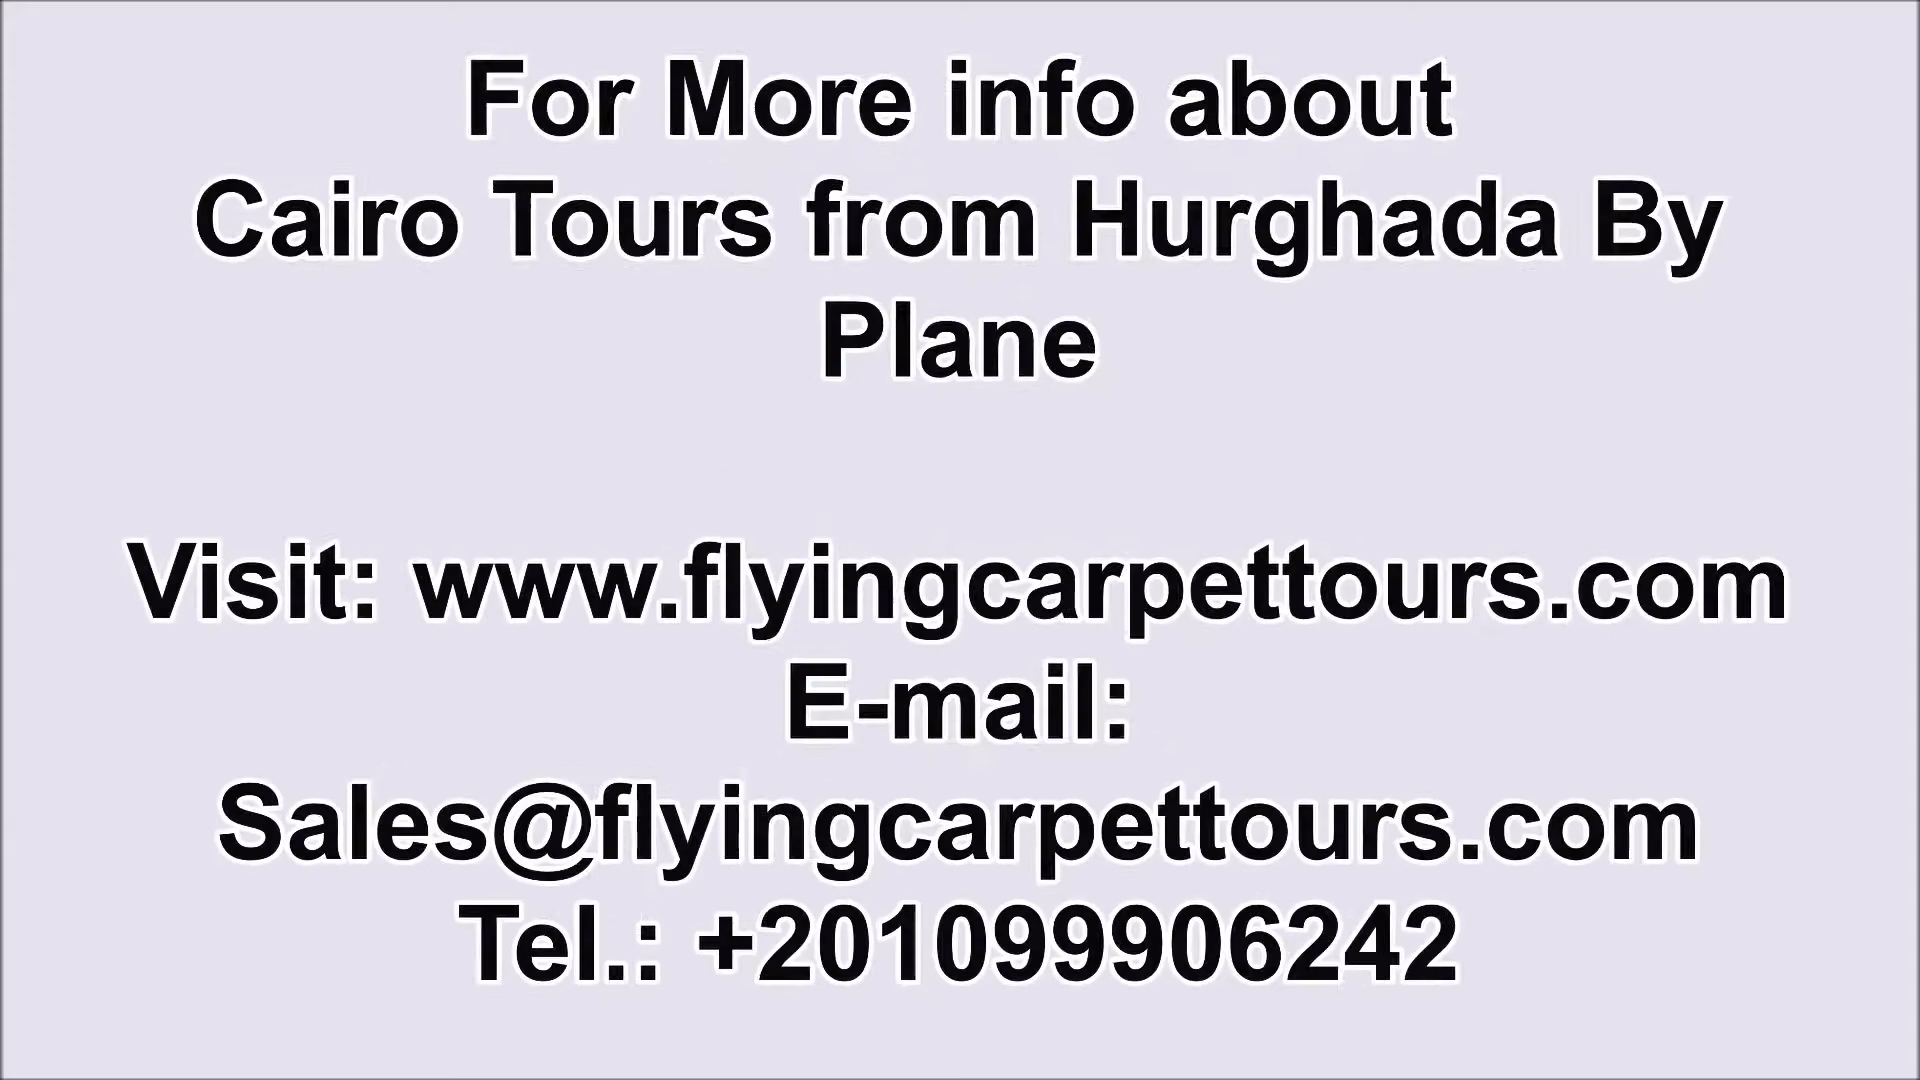 For More info about
Cairo Tours from Hurghada By
Plane
Visit: www.flyingcarpettours.com
E-mail:
Sales@flyingcarpettours.com
Tel.: +201099906242